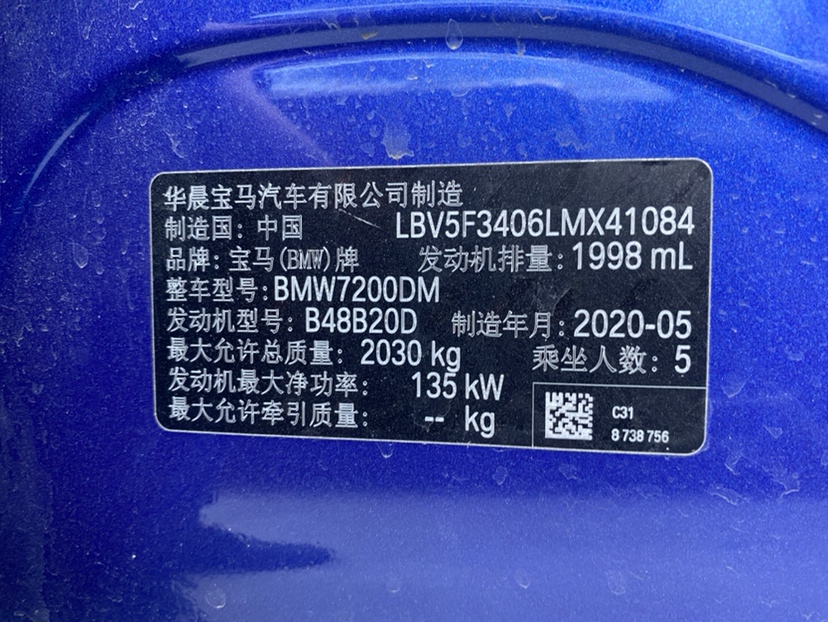 华晨宝马汽车有限公司制造
制造国：中国 LBV5F3406LMX41084
品牌：宝马(BMW)牌 发动机排量：1998 mL
整车型号：BMW7200DM
发动机型号：B48B20D 制造年月：2020-05
最大允许总质量：2030 kg 乘坐人数：5
发动机最大净功率：135 kW
最大允许牵引质量：-- kg
C31
8 738 756